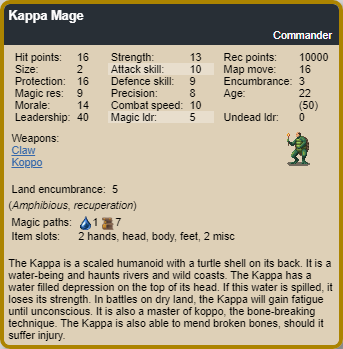 Kappa Mage
Commander
Hit points: 16 Strength: 13 Rec points: 10000
Size: 2 Attack skill: 10 Map move: 16
Protection: 16 Defence skill: 9 Encumbrance: 3
Magic res: 9 Precision: 8 Age: 22
Morale: 14 Combat speed: 10 (50)
Leadership: 40 Magic ldr: 5 Undead ldr: 0
Weapons:
Claw
Koppo
Land encumbrance: 5
(Amphibious, recuperation)
Magic paths: 1 7
Item slots: 2 hands, head, body, feet, 2 misc
The Kappa is a scaled humanoid with a turtle shell on its back. It is a
water-being and haunts rivers and wild coasts. The Kappa has a
water filled depression on the top of its head. If this water is spilled, it
loses its strength. In battles on dry land, the Kappa will gain fatigue
until unconscious. It is also a master of koppo, the bone-breaking
technique. The Kappa is also able to mend broken bones, should it
suffer injury.